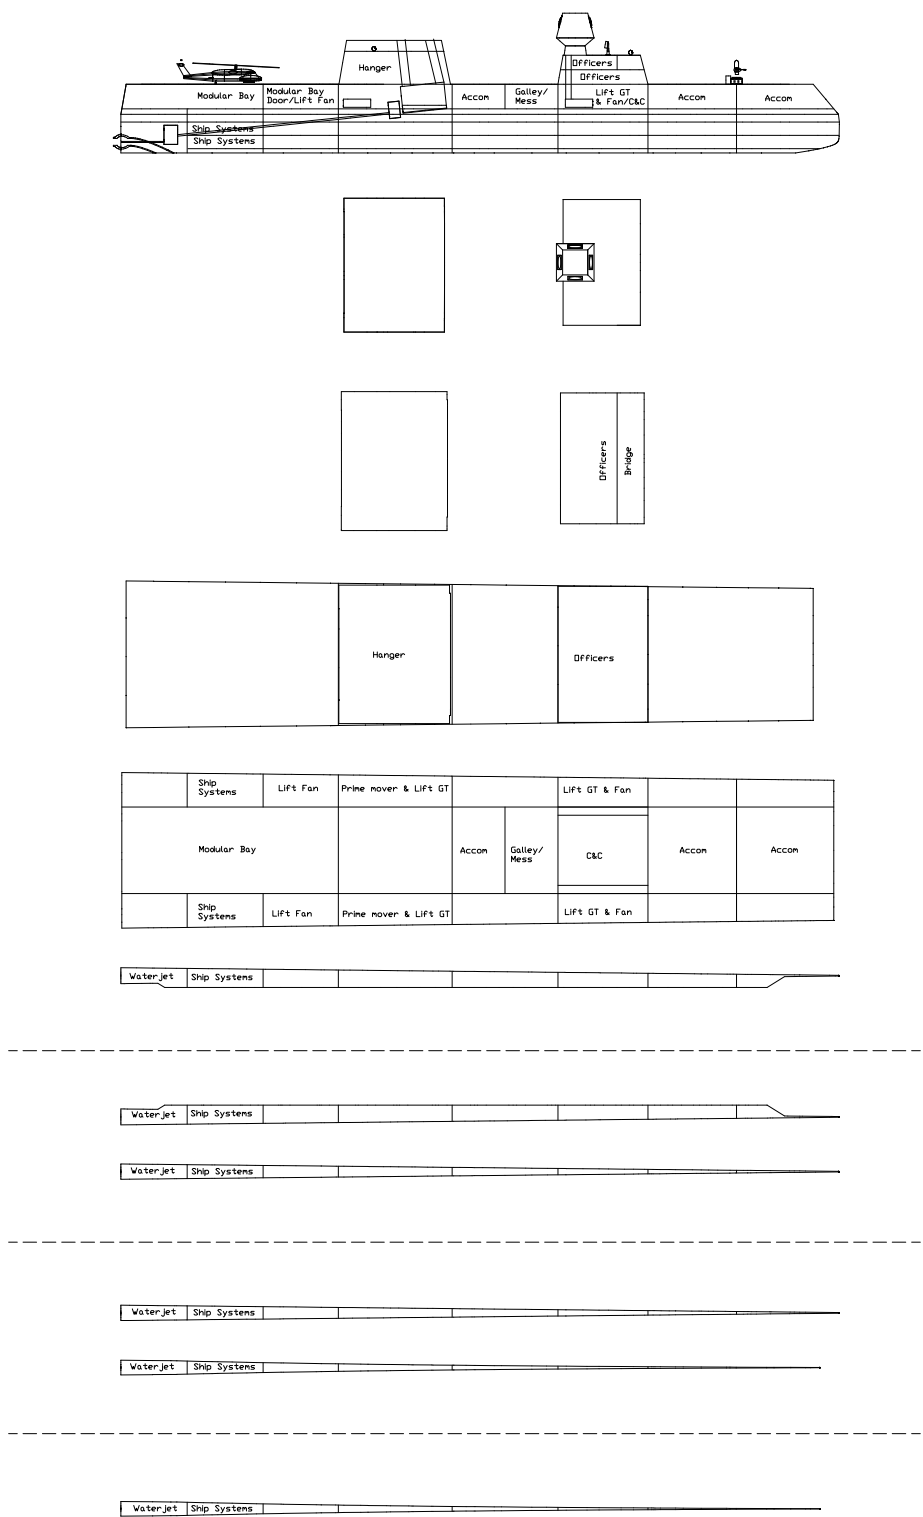 Officers
Officers
Hanger
Modular Bay
Modular Bay
Door/Lift Fan
Accom
Galley/
Mess
Lift GT
& Fan/C&C
Accom
Accom
Ship Systems
Ship Systems
Officers
Bridge
Hanger
Officers
Ship
Systems
Lift Fan
Prime mover & Lift GT
Lift GT & Fan
Modular Bay
Accom
Galley/
Mess
C&C
Accom
Accom
Ship
Systems
Lift Fan
Prime mover & Lift GT
Lift GT & Fan
Waterjet
Ship Systems
Waterjet
Ship Systems
Waterjet
Ship Systems
Waterjet
Ship Systems
Waterjet
Ship Systems
Waterjet
Ship Systems